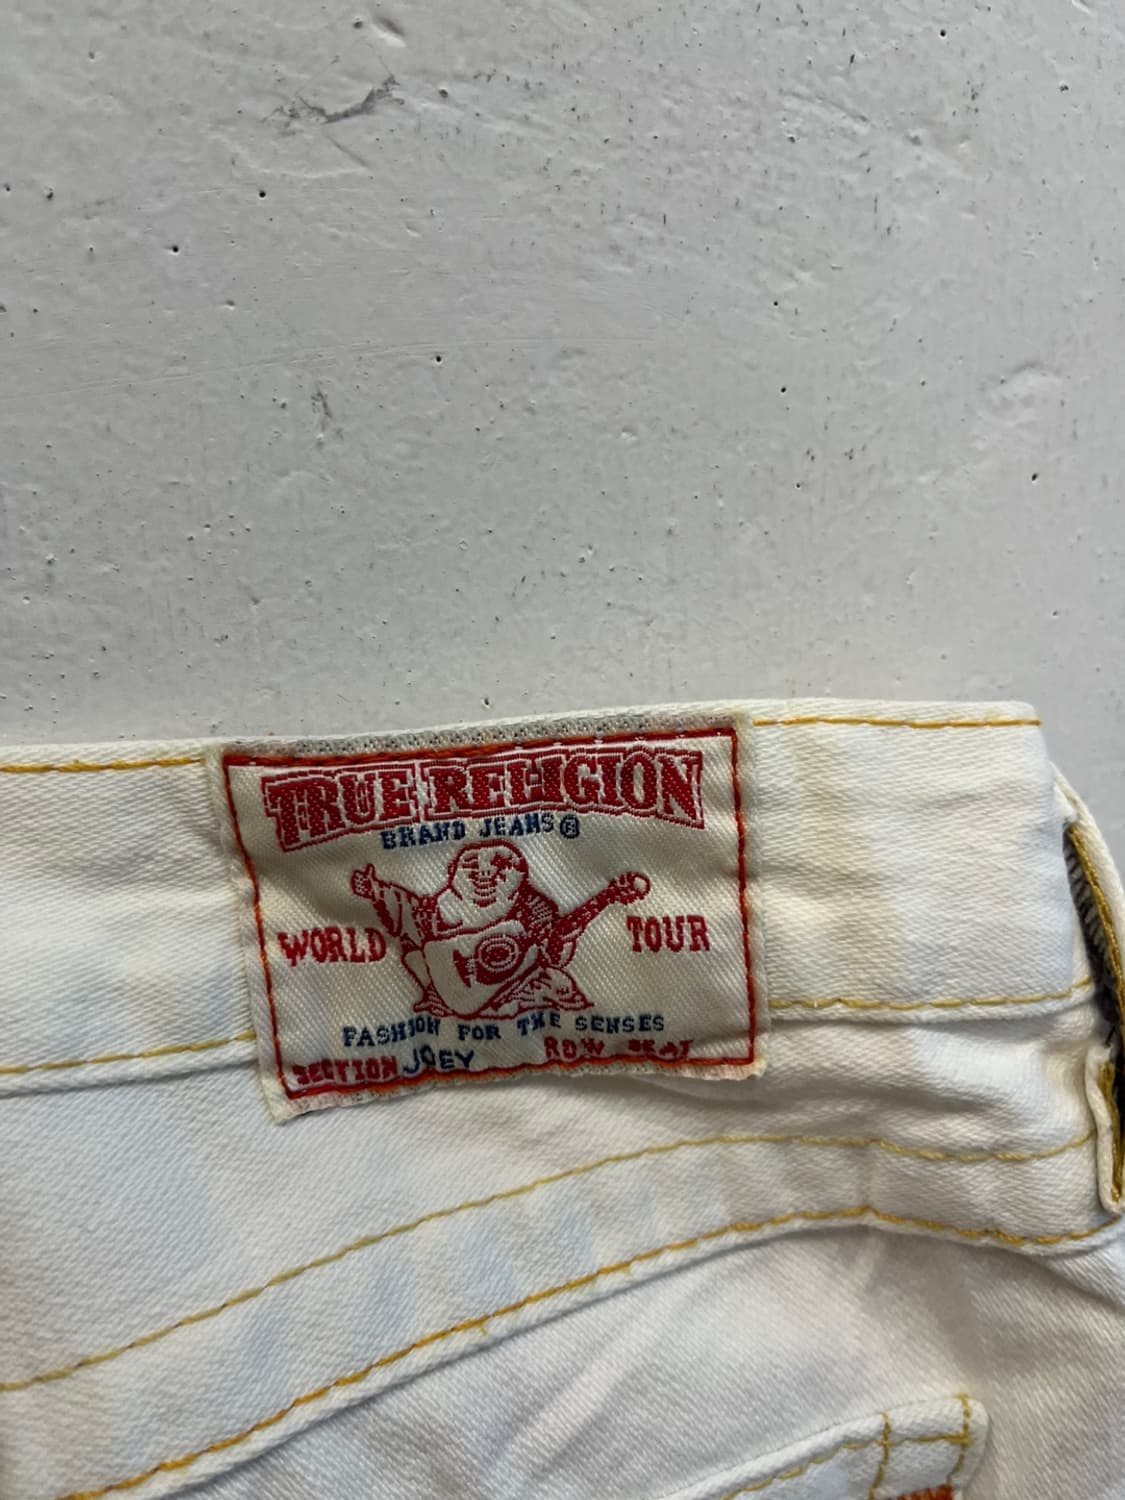 TRUE RELIGION
BRAND JEANS®
WORLD TOUR
FASHION FOR THE SENSES
SECTION JOEY ROW SEAT